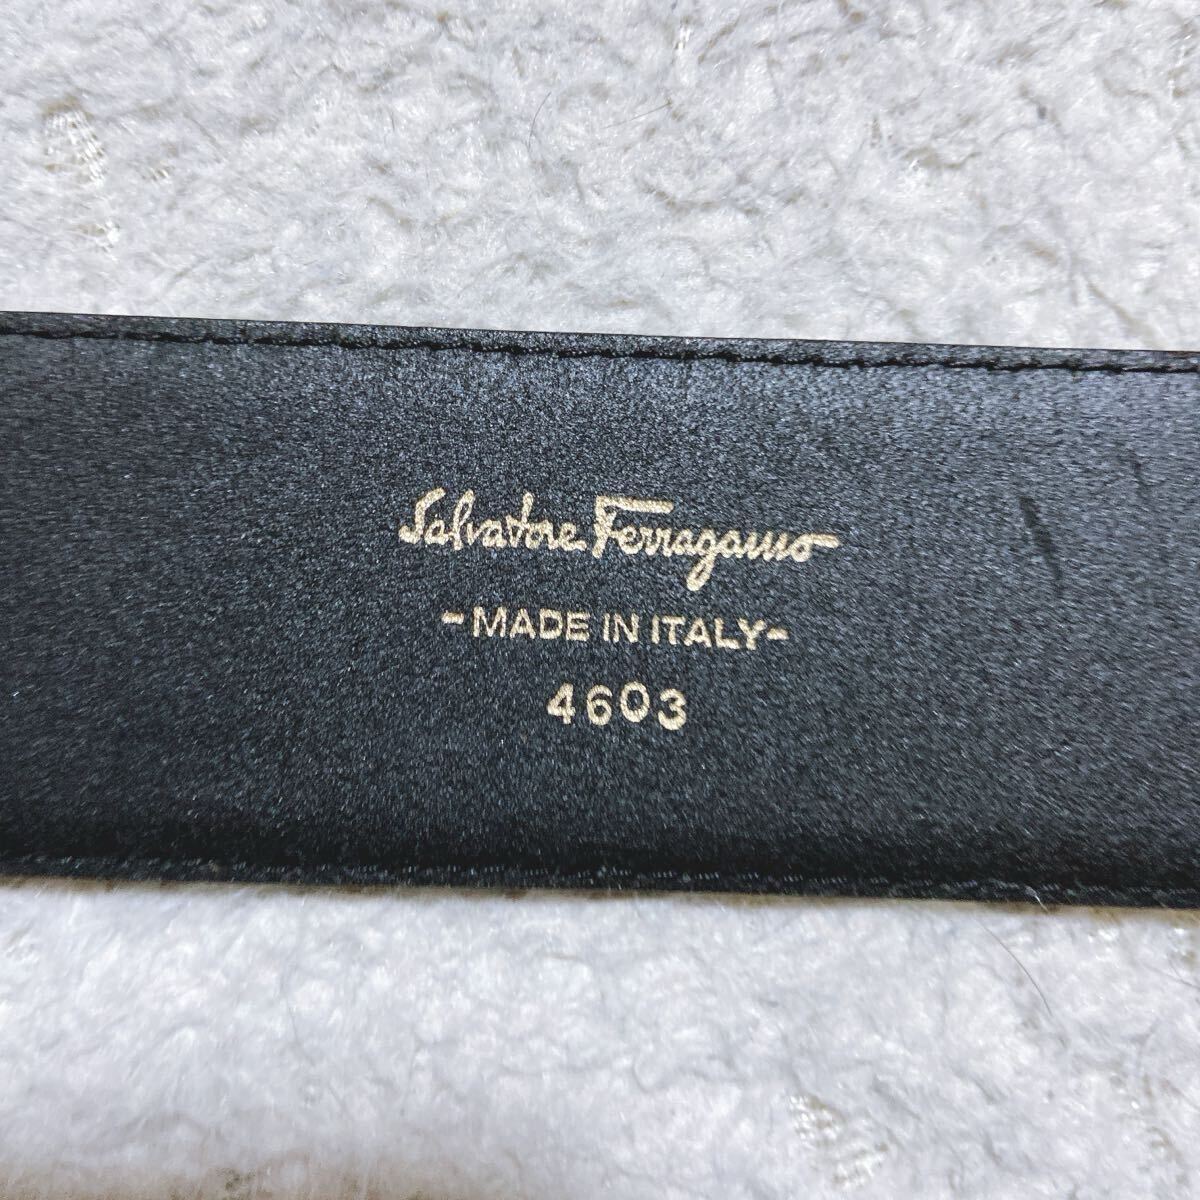 Salvatore Ferragamo
-MADE IN ITALY-
4603